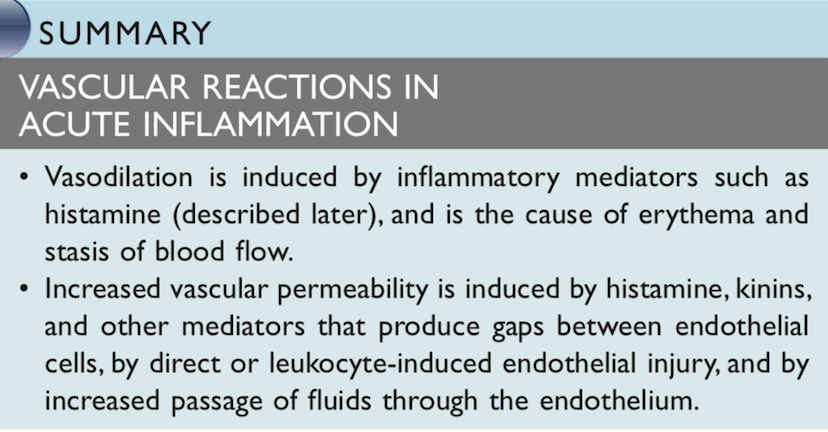 SUMMARY
VASCULAR REACTIONS IN
ACUTE INFLAMMATION
• Vasodilation is induced by inflammatory mediators such as
histamine (described later), and is the cause of erythema and
stasis of blood flow.
• Increased vascular permeability is induced by histamine, kinins,
and other mediators that produce gaps between endothelial
cells, by direct or leukocyte-induced endothelial injury, and by
increased passage of fluids through the endothelium.